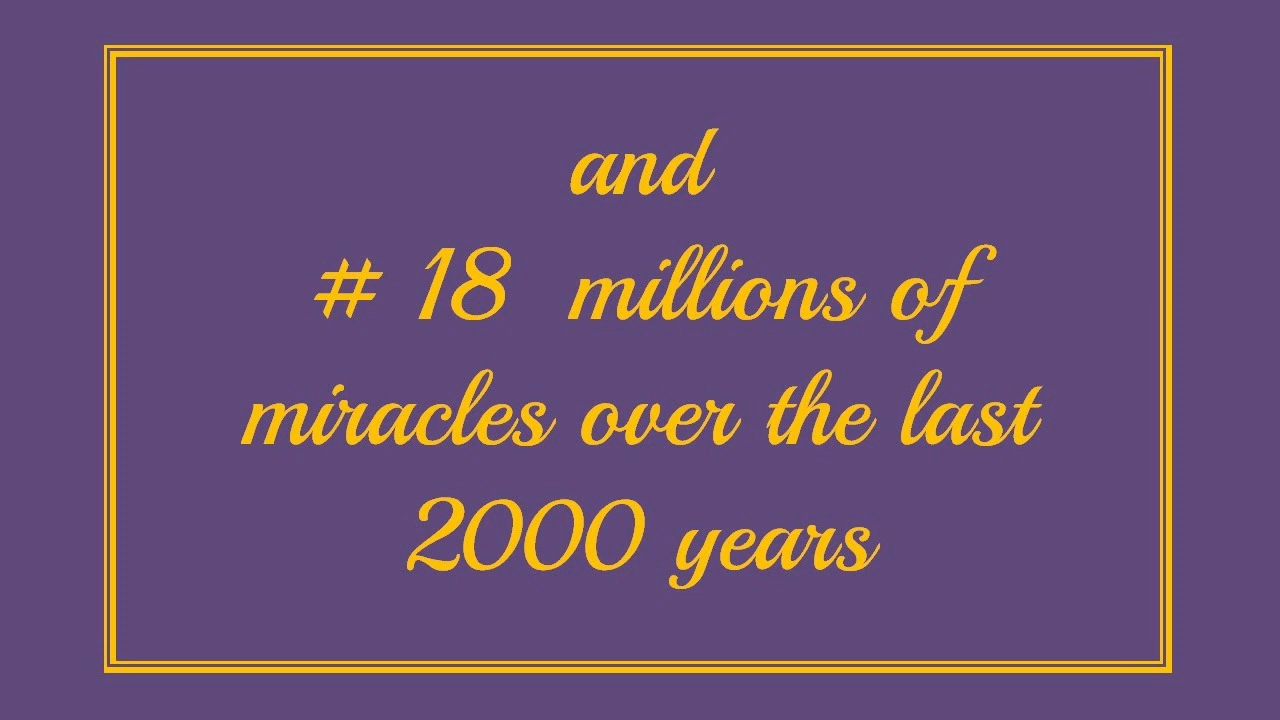 and
# 18 millions of
miracles over the last
2000 years